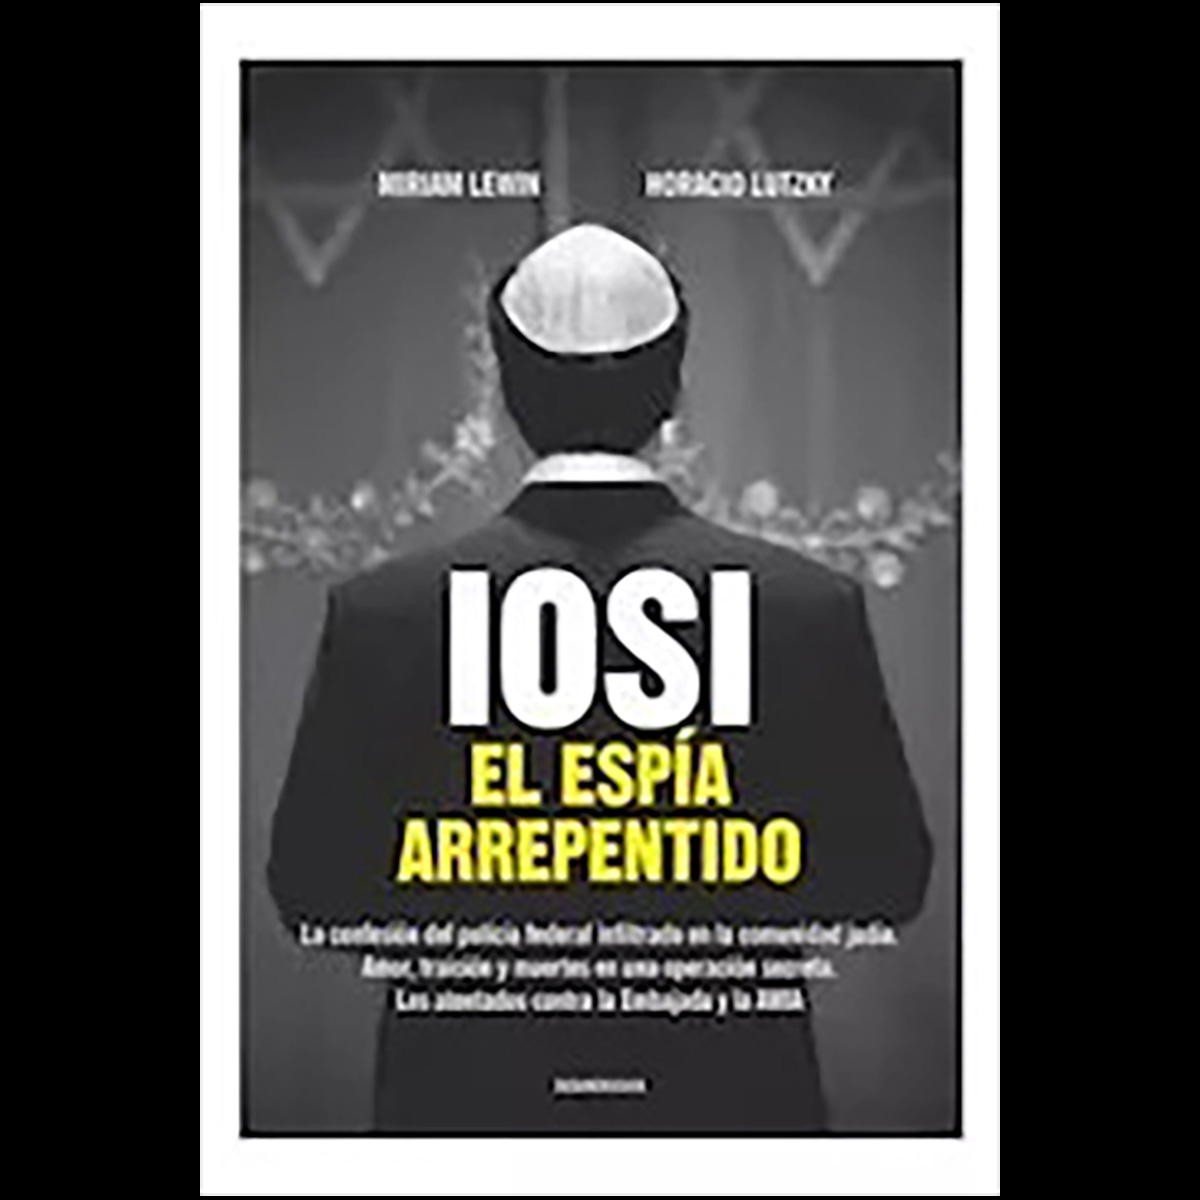 MIRIAM LEWIN
HORACIO LUTZKY
IOSI
EL ESPÍA
ARREPENTIDO
La confesión del policía federal infiltrado en la comunidad judía.
Amor, traición y muertes en una operación secreta.
Los atentados contra la Embajada y la AMIA
SUDAMERICANA